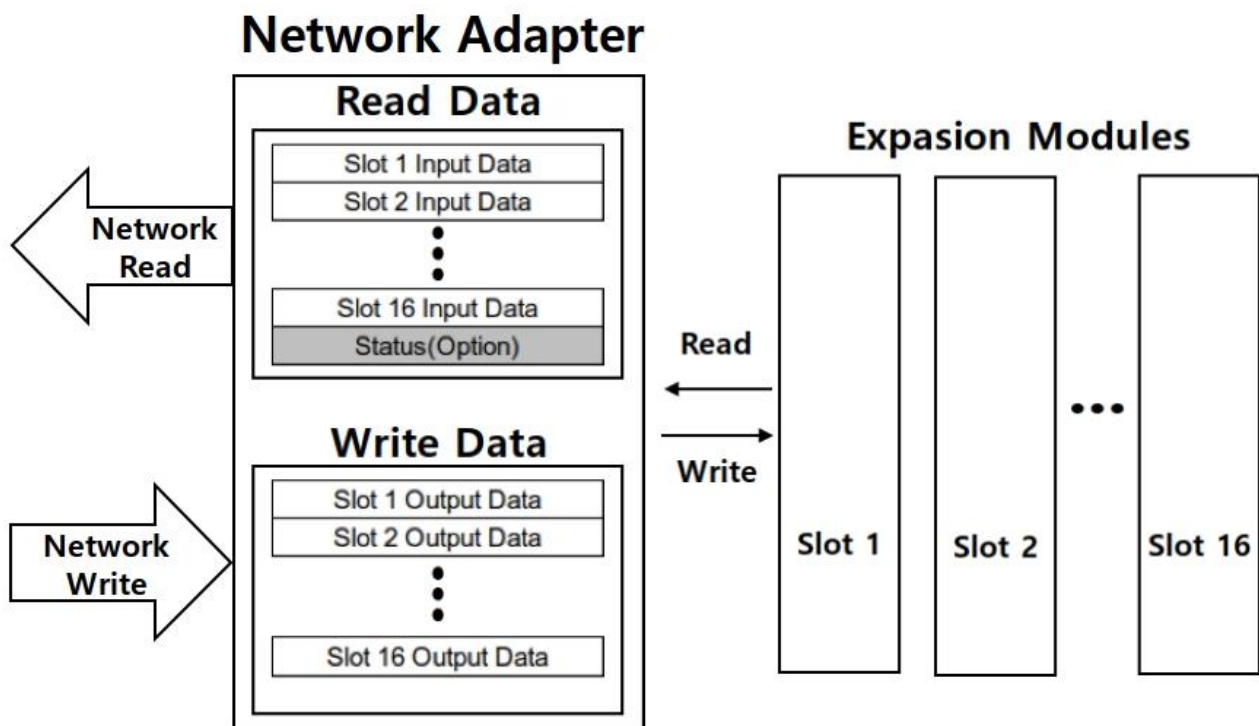 Network Adapter
Read Data
Slot 1 Input Data
Slot 2 Input Data
Slot 16 Input Data
Status(Option)
Network
Read
Write Data
Slot 1 Output Data
Slot 2 Output Data
Slot 16 Output Data
Network
Write
Read
Write
Expasion Modules
Slot 1
Slot 2
Slot 16